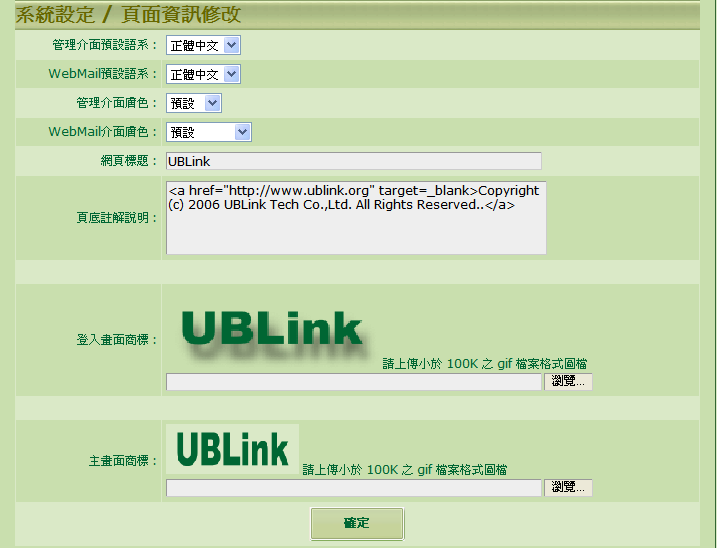 系統設定 / 頁面資訊修改
管理介面預設語系： 正體中文
WebMail預設語系： 正體中文
管理介面膚色： 預設
WebMail介面膚色： 預設
網頁標題： UBLink
頁底註解說明：
<a href="http://www.ublink.org" target=_blank>Copyright
(c) 2006 UBLink Tech Co.,Ltd. All Rights Reserved..</a>
登入畫面商標：
UBLink
請上傳小於 100K 之 gif 檔案格式圖檔
瀏覽...
主畫面商標：
UBLink
請上傳小於 100K 之 gif 檔案格式圖檔
瀏覽...
確定